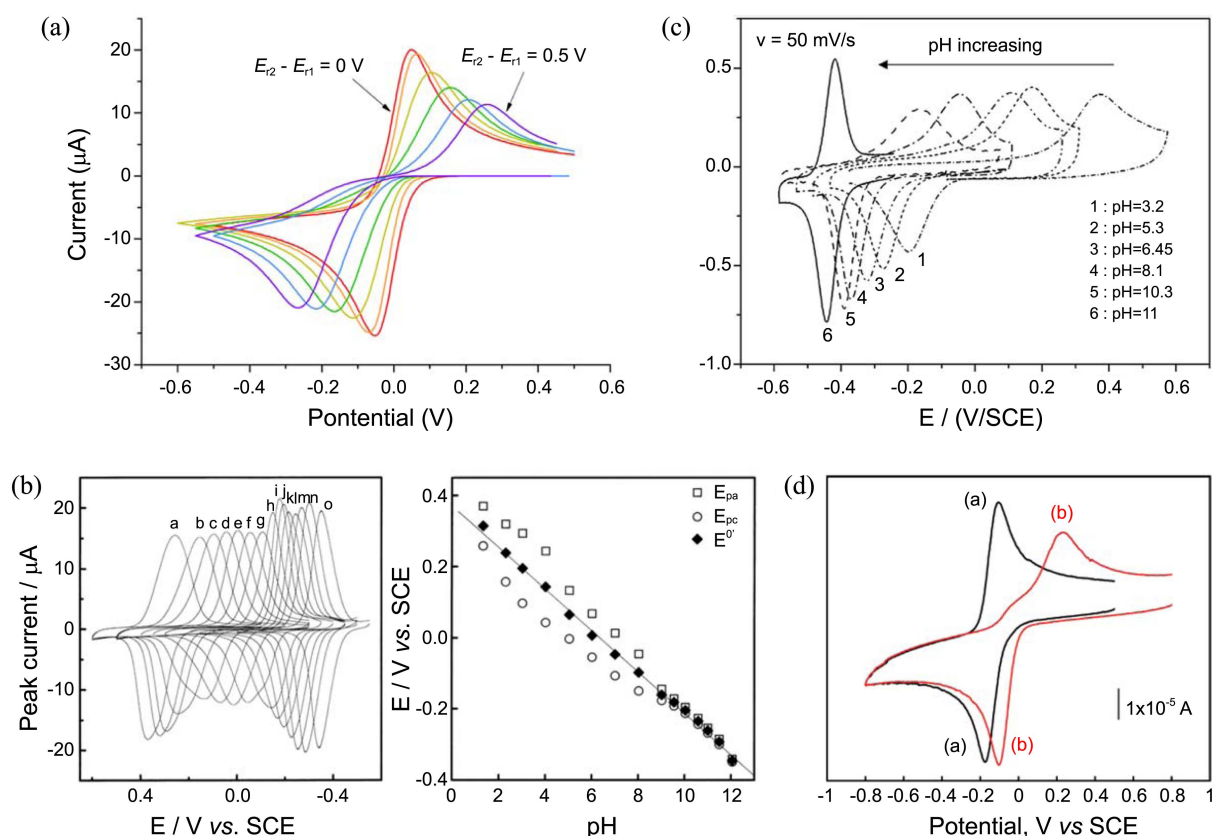 (a)
E_r2 - E_r1 = 0 V
E_r2 - E_r1 = 0.5 V
20
10
0
-10
-20
-30
Current (µA)
-0.6
-0.4
-0.2
0.0
0.2
0.4
0.6
Pontential (V)
(c)
v = 50 mV/s
pH increasing
0.5
0.0
-0.5
-1.0
1
2
3
4
5
6
1 : pH=3.2
2 : pH=5.3
3 : pH=6.45
4 : pH=8.1
5 : pH=10.3
6 : pH=11
-0.6
-0.4
-0.2
0.0
0.2
0.4
0.6
E / (V/SCE)
(b)
a
b
c
d
e
f
g
h
i
j
k
l
m
n
o
20
10
0
-10
-20
Peak current / µA
0.4
0.0
-0.4
E / V vs. SCE
E_pa
E_pc
E^0'
0.4
0.2
0.0
-0.2
-0.4
E / V vs. SCE
0
2
4
6
8
10
12
pH
(d)
(a)
(b)
(a)
(b)
1x10^-5 A
-1
-0.8
-0.6
-0.4
-0.2
0
0.2
0.4
0.6
0.8
1
Potential, V vs SCE